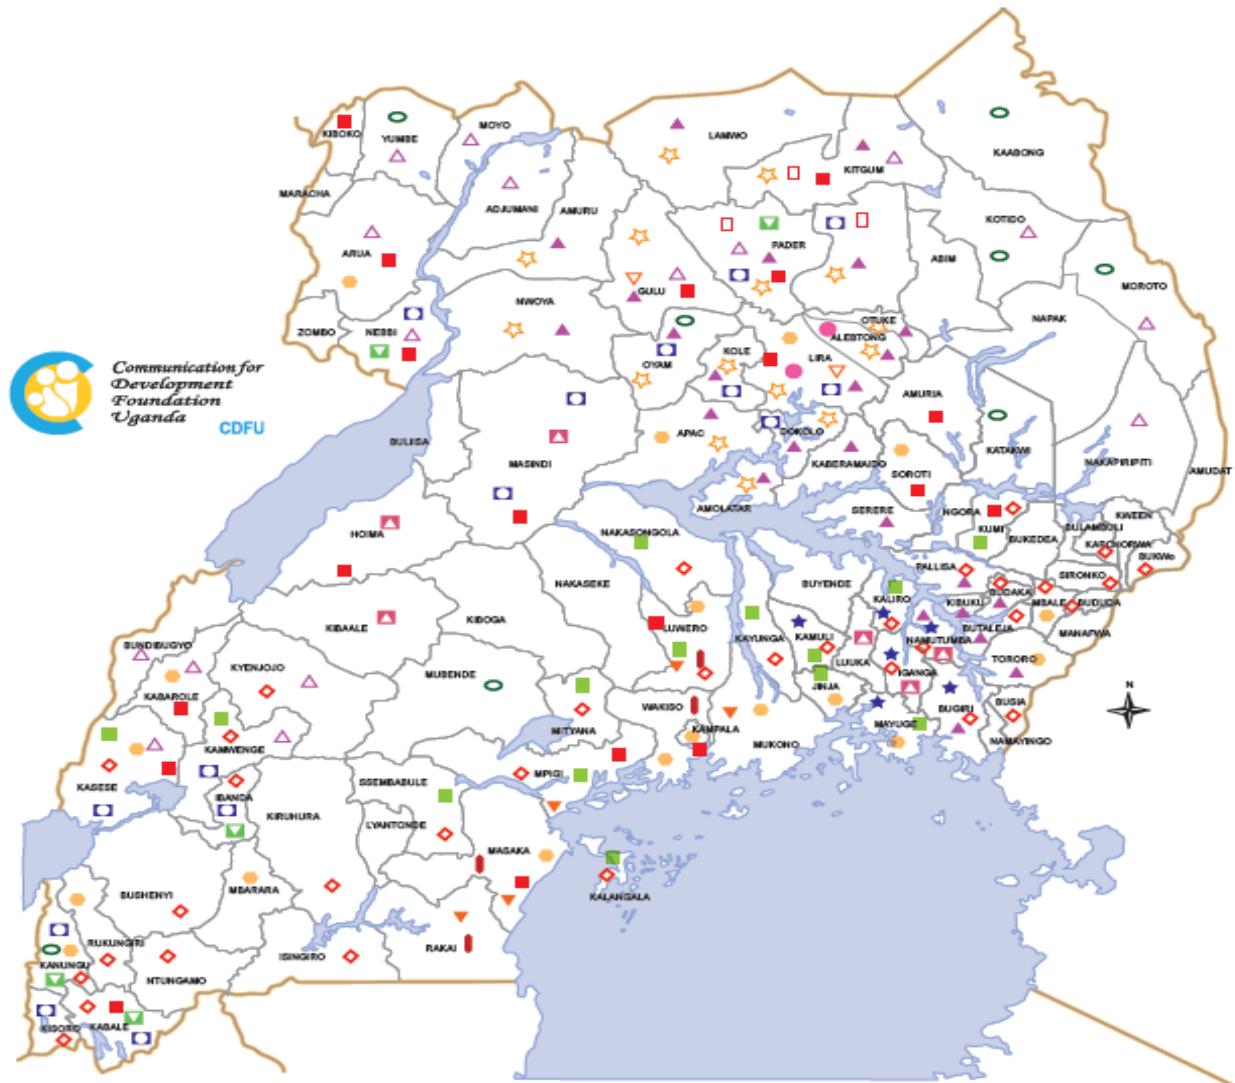 KIBOKO
YUMBE
MOYO
LAMWO
KITGUM
KAABONG
MARACHA
ADJUMANI
AMURU
KOTIDO
ARUA
PADER
ABIM
MOROTO
GULU
NWOYA
ZOMBO
NEBBI
OTUKE
NAPAK
ALEBTONG
OYAM
KOLE
LIRA
Communication for
Development
Foundation
Uganda
CDFU
AMURIA
BULIISA
MASINDI
APAC
DOKOLO
KABERAMAIDO
SOROTI
KATAKWI
NAKAPIRIPITI
AMUDAT
AMOLATAR
SERERE
NGORA
KUMI
KWEEN
BULAMBULI
HOIMA
NAKASONGOLA
BUKEDEA
KAPCHORWA
BUKWo
NAKASEKE
BUYENDE
PALLISA
SIRONKO
KALIRO
KIBUKU
BUDAKA
MBALE
BUDUDA
KIBAALE
KIBOGA
LUWERO
KAYUNGA
KAMULI
NAMUTUMBA
BUTALEJA
MANAFWA
BUNDIBUGYO
KYENJOJO
MUBENDE
LUUKA
IGANGA
TORORO
KABAROLE
JINJA
N
WAKISO
BUGIRI
BUSIA
MITYANA
KAMPALA
MAYUGE
KAMWENGE
MUKONO
NAMAYINGO
KASESE
IBANDA
SSEMBABULE
MPIGI
KIRUHURA
LYANTONDE
MASAKA
BUSHENYI
MBARARA
KALANGALA
RUKUNGIRI
RAKAI
KANUNGU
NTUNGAMO
ISINGIRO
KISORO
KABALE